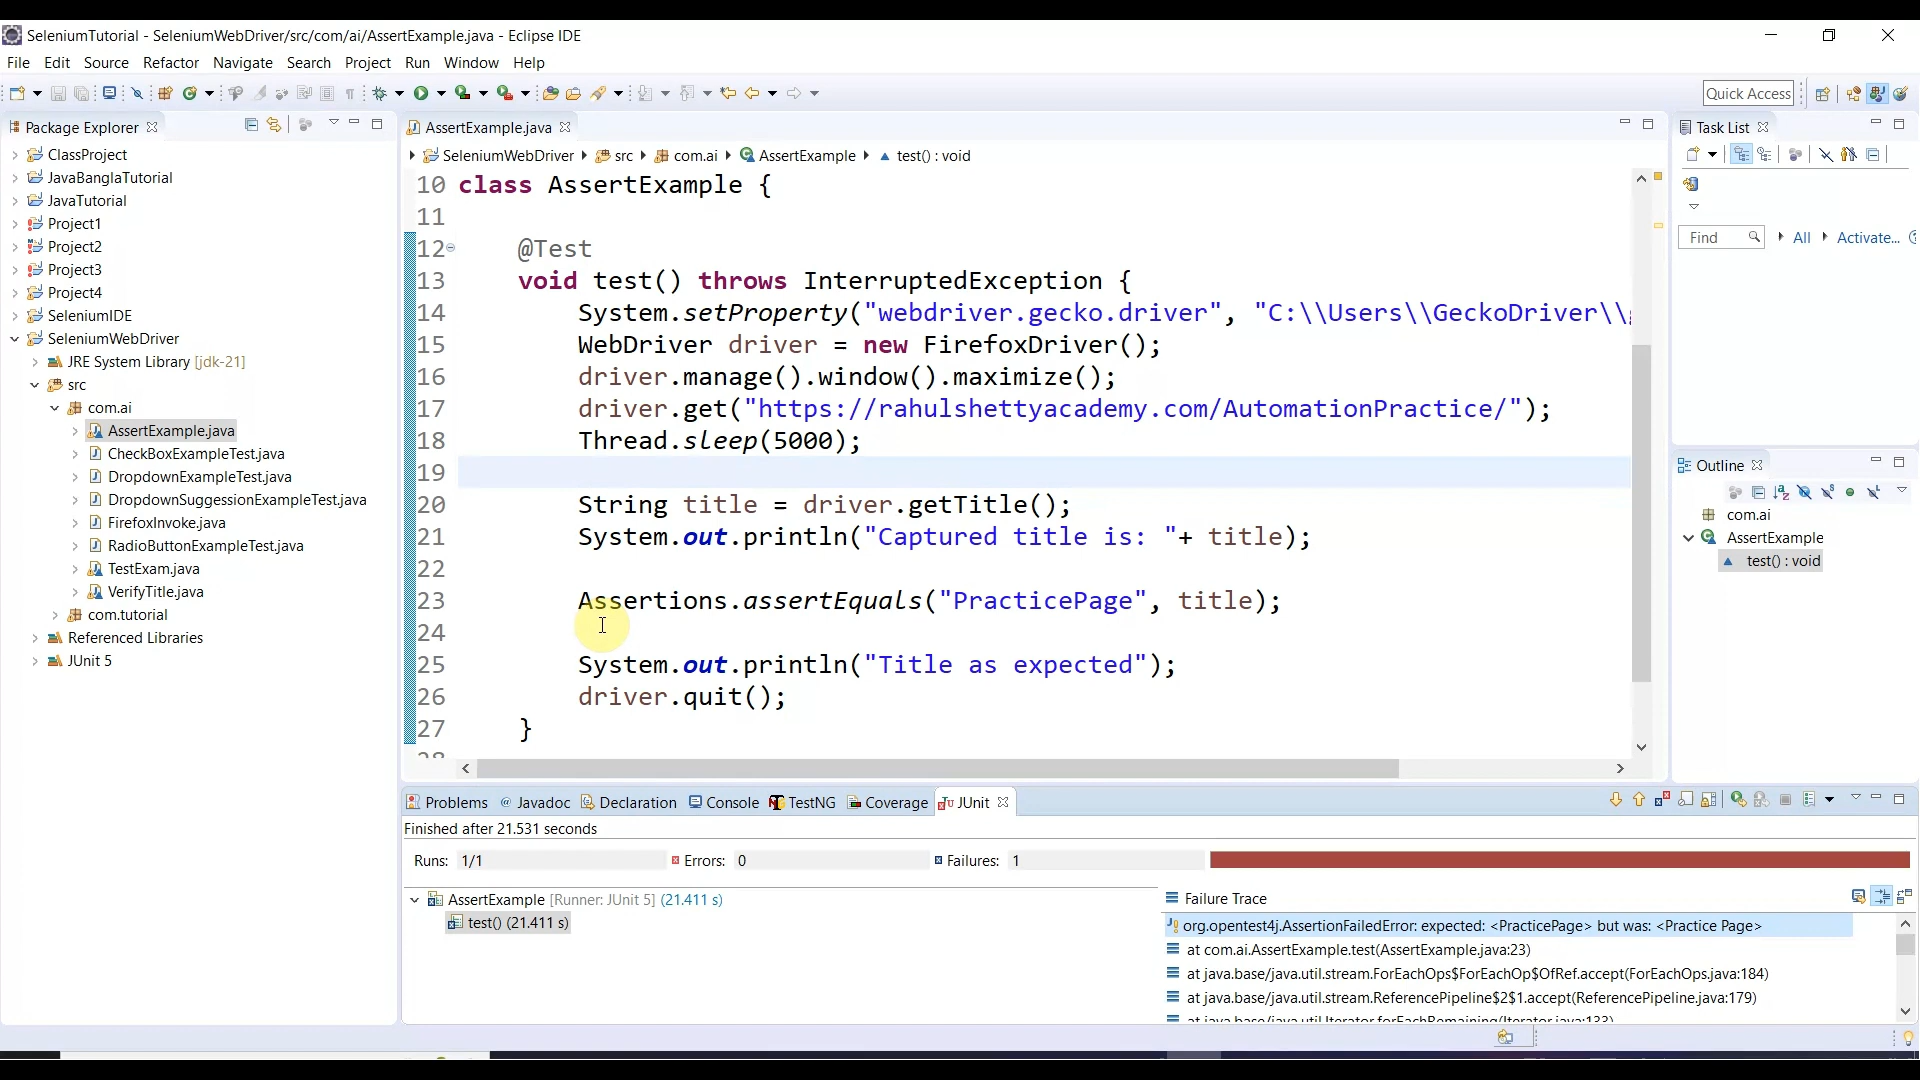 SeleniumTutorial - SeleniumWebDriver/src/com/ai/AssertExample.java - Eclipse IDE
File Edit Source Refactor Navigate Search Project Run Window Help
Quick Access
Package Explorer
ClassProject
JavaBanglaTutorial
JavaTutorial
Project1
Project2
Project3
Project4
SeleniumIDE
SeleniumWebDriver
JRE System Library [jdk-21]
src
com.ai
AssertExample.java
CheckBoxExampleTest.java
DropdownExampleTest.java
DropdownSuggessionExampleTest.java
FirefoxInvoke.java
RadioButtonExampleTest.java
TestExam.java
VerifyTitle.java
com.tutorial
Referenced Libraries
JUnit 5
AssertExample.java
SeleniumWebDriver src com.ai AssertExample test() : void
10 class AssertExample {
11
12 @Test
13 void test() throws InterruptedException {
14 System.setProperty("webdriver.gecko.driver", "C:\\Users\\GeckoDriver\\
15 WebDriver driver = new FirefoxDriver();
16 driver.manage().window().maximize();
17 driver.get("https://rahulshettyacademy.com/AutomationPractice/");
18 Thread.sleep(5000);
19
20 String title = driver.getTitle();
21 System.out.println("Captured title is: "+ title);
22
23 Assertions.assertEquals("PracticePage", title);
24
25 System.out.println("Title as expected");
26 driver.quit();
27 }
28
Task List
Find All Activate...
Outline
com.ai
AssertExample
test() : void
Problems @ Javadoc Declaration Console TestNG Coverage JUnit
Finished after 21.531 seconds
Runs: 1/1 Errors: 0 Failures: 1
AssertExample [Runner: JUnit 5] (21.411 s)
test() (21.411 s)
Failure Trace
org.opentest4j.AssertionFailedError: expected: <PracticePage> but was: <Practice Page>
at com.ai.AssertExample.test(AssertExample.java:23)
at java.base/java.util.stream.ForEachOps$ForEachOp$OfRef.accept(ForEachOps.java:184)
at java.base/java.util.stream.ReferencePipeline$2$1.accept(ReferencePipeline.java:179)
at java.base/java.util.Iterator.forEachRemaining(Iterator.java:133)